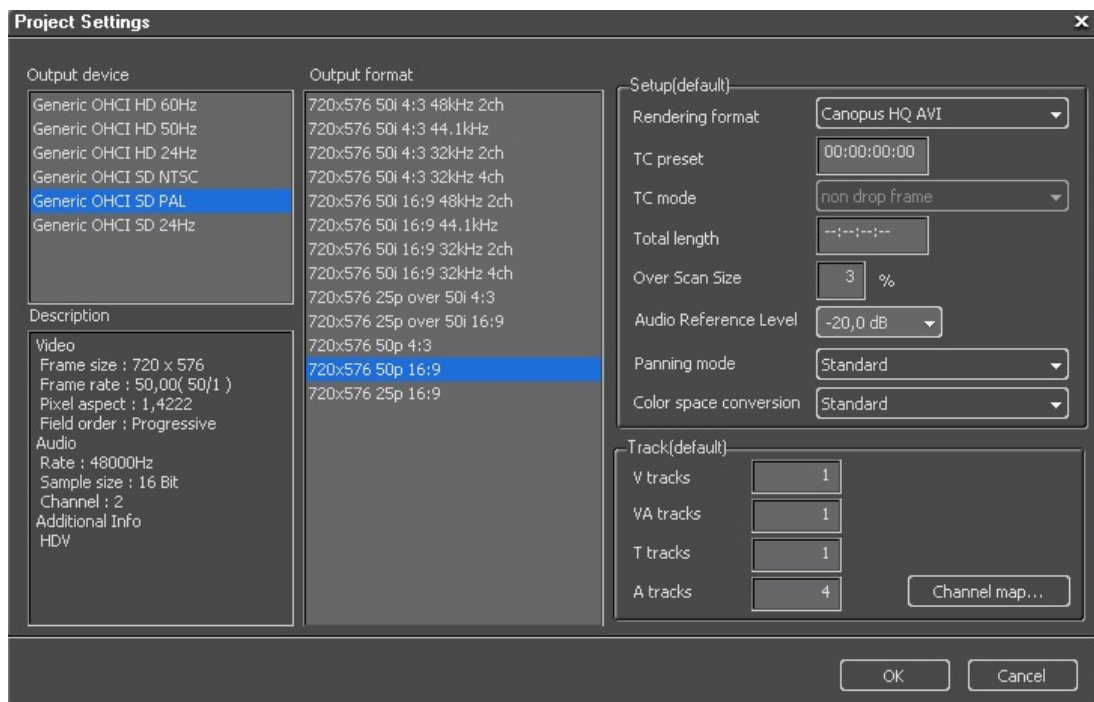 Project Settings
Output device
Generic OHCI HD 60Hz
Generic OHCI HD 50Hz
Generic OHCI HD 24Hz
Generic OHCI SD NTSC
Generic OHCI SD PAL
Generic OHCI SD 24Hz
Description
Video
Frame size : 720 x 576
Frame rate : 50,00( 50/1 )
Pixel aspect : 1,4222
Field order : Progressive
Audio
Rate : 48000Hz
Sample size : 16 Bit
Channel : 2
Additional Info
HDV
Output format
720x576 50i 4:3 48kHz 2ch
720x576 50i 4:3 44.1kHz
720x576 50i 4:3 32kHz 2ch
720x576 50i 4:3 32kHz 4ch
720x576 50i 16:9 48kHz 2ch
720x576 50i 16:9 44.1kHz
720x576 50i 16:9 32kHz 2ch
720x576 50i 16:9 32kHz 4ch
720x576 25p over 50i 4:3
720x576 25p over 50i 16:9
720x576 50p 4:3
720x576 50p 16:9
720x576 25p 16:9
Setup(default)
Rendering format Canopus HQ AVI
TC preset 00:00:00:00
TC mode non drop frame
Total length --:--:--:--
Over Scan Size 3 %
Audio Reference Level -20,0 dB
Panning mode Standard
Color space conversion Standard
Track(default)
V tracks 1
VA tracks 1
T tracks 1
A tracks 4
Channel map...
OK
Cancel